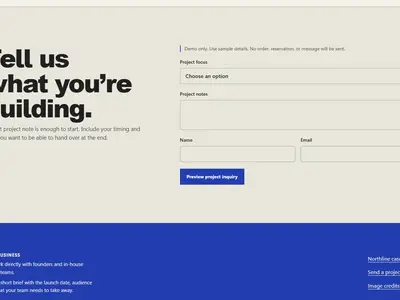 ell us
what you're
uilding.
t project note is enough to start. Include your timing and
you want to be able to hand over at the end.
Demo only. Use sample details. No order, reservation, or message will be sent.
Project focus
Choose an option
Project notes
Name
Email
Preview project inquiry
USINESS
rk directly with founders and in-house
teams.
short brief with the launch date, audience
at your team needs to take away.
Northline cas
Send a projec
Image credits